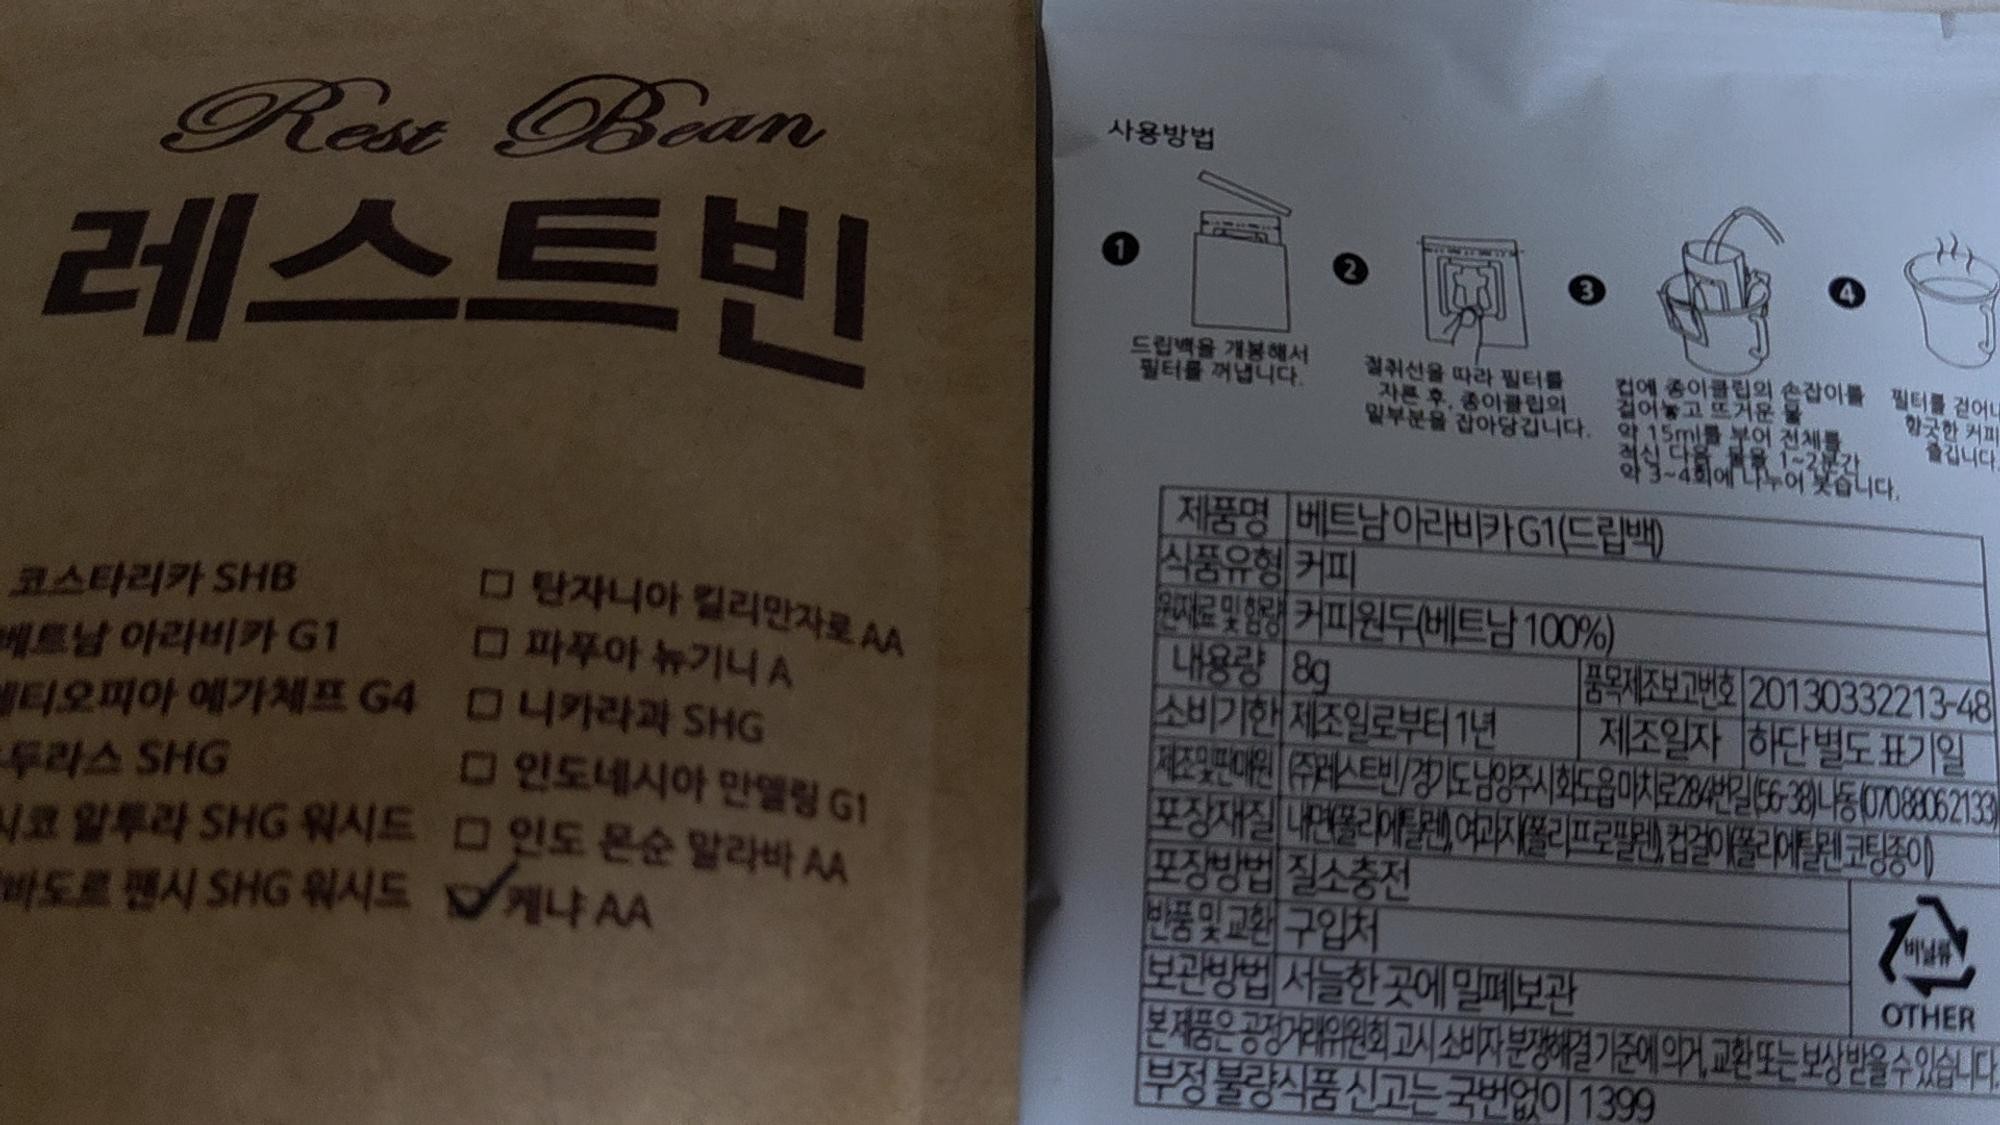 Rest Bean
레스트빈
코스타리카 SHB
베트남 아라비카 G1
에티오피아 예가체프 G4
두라스 SHG
시코 알투라 SHG 워시드
바도르 팬시 SHG 워시드
□ 탄자니아 킬리만자로 AA
□ 파푸아 뉴기니 A
□ 니카라과 SHG
□ 인도네시아 만델링 G1
□ 인도 몬순 말라바 AA
☑ 케냐 AA
사용방법
1
드립백을 개봉해서
필터를 꺼냅니다.
2
절취선을 따라 필터를
자른 후, 종이클립의
밑부분을 잡아당깁니다.
3
컵에 종이클립의 손잡이를
걸어놓고 뜨거운 물
약 15ml를 부어 전체를
적신 다음 물을 1~2분간
약 3~4회에 나누어 붓습니다.
4
필터를 걷어내
향긋한 커피
즐깁니다.
제품명 베트남 아라비카 G1(드립백)
식품유형 커피
원재료 및 함량 커피원두(베트남 100%)
내용량 8g 품목제조보고번호 20130332213-48
소비기한 제조일로부터 1년 제조일자 하단 별도 표기일
제조및판매원 (주)레스트빈/경기도 남양주시 화도읍 마치로284번길(56-38)나동(07088062133)
포장재질 내면(폴리에틸렌), 여과지(폴리프로필렌), 컵걸이(폴리에틸렌 코팅종이)
포장방법 질소충전
반품 및 교환 구입처
보관방법 서늘한 곳에 밀폐보관
비닐류
OTHER
본 제품은 공정거래위원회 고시 소비자 분쟁해결 기준에 의거, 교환 또는 보상 받을 수 있습니다.
부정 불량식품 신고는 국번없이 1399